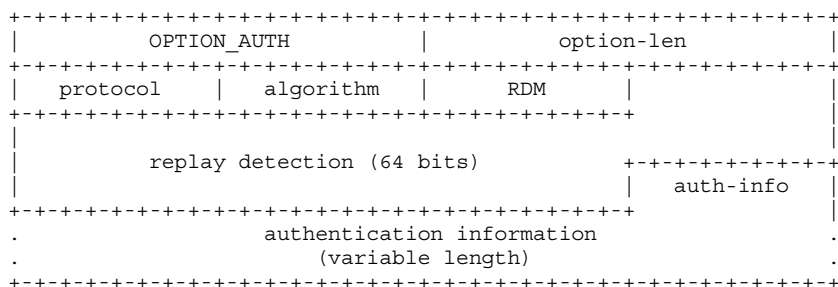 +-+-+-+-+-+-+-+-+-+-+-+-+-+-+-+-+-+-+-+-+-+-+-+-+-+-+-+-+-+-+-+-+
|          OPTION_AUTH          |          option-len           |
+-+-+-+-+-+-+-+-+-+-+-+-+-+-+-+-+-+-+-+-+-+-+-+-+-+-+-+-+-+-+-+-+
|   protocol    |   algorithm   |      RDM      |               |
+-+-+-+-+-+-+-+-+-+-+-+-+-+-+-+-+-+-+-+-+-+-+-+-+               |
|                                                               |
|          replay detection (64 bits)           +-+-+-+-+-+-+-+-+
|                                               |   auth-info   |
+-+-+-+-+-+-+-+-+-+-+-+-+-+-+-+-+-+-+-+-+-+-+-+-+               |
.                   authentication information                  .
.                       (variable length)                       .
+-+-+-+-+-+-+-+-+-+-+-+-+-+-+-+-+-+-+-+-+-+-+-+-+-+-+-+-+-+-+-+-+